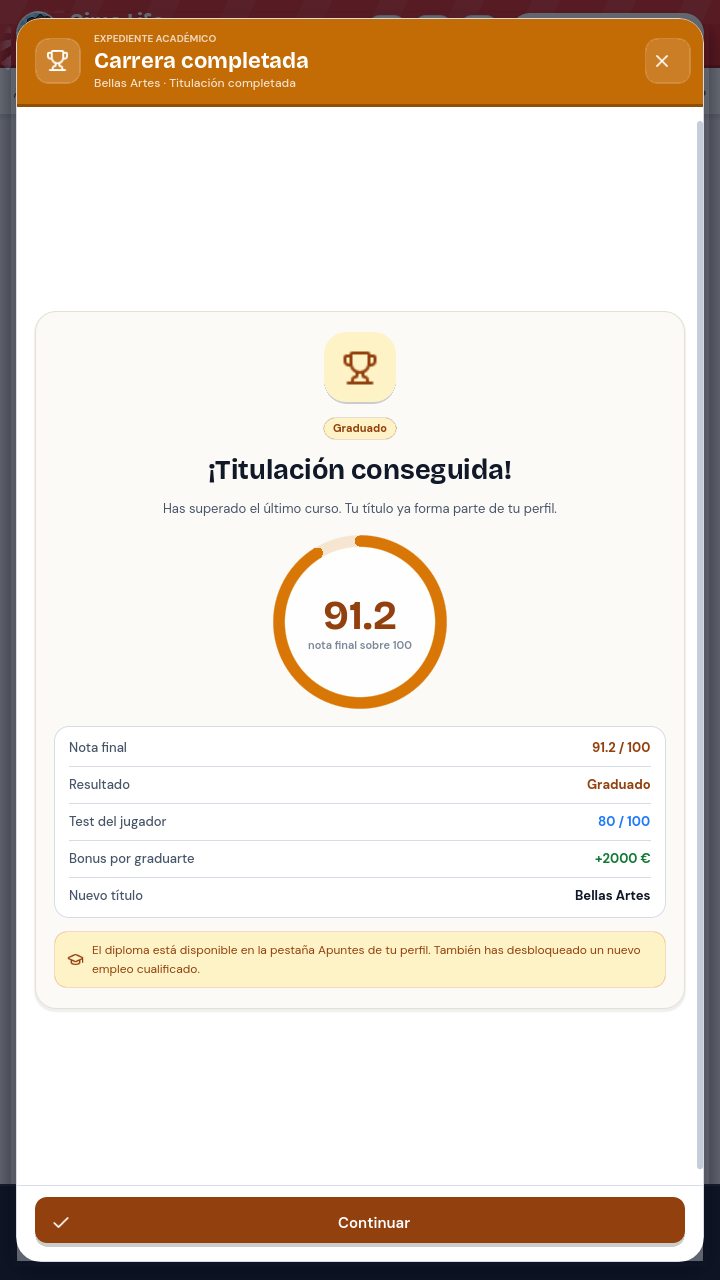 EXPEDIENTE ACADÉMICO
Carrera completada
Bellas Artes · Titulación completada
Graduado
¡Titulación conseguida!
Has superado el último curso. Tu título ya forma parte de tu perfil.
91.2
nota final sobre 100
Nota final 91.2 / 100
Resultado Graduado
Test del jugador 80 / 100
Bonus por graduarte +2000 €
Nuevo título Bellas Artes
El diploma está disponible en la pestaña Apuntes de tu perfil. También has desbloqueado un nuevo
empleo cualificado.
Continuar